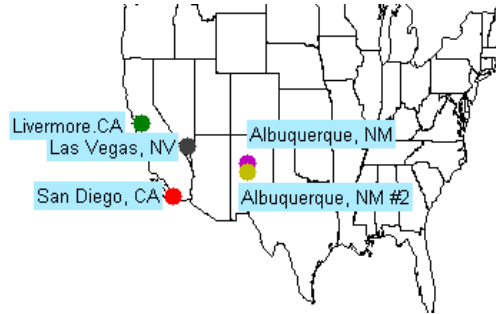 Livermore.CA
Albuquerque, NM
Las Vegas, NV
San Diego, CA
Albuquerque, NM #2